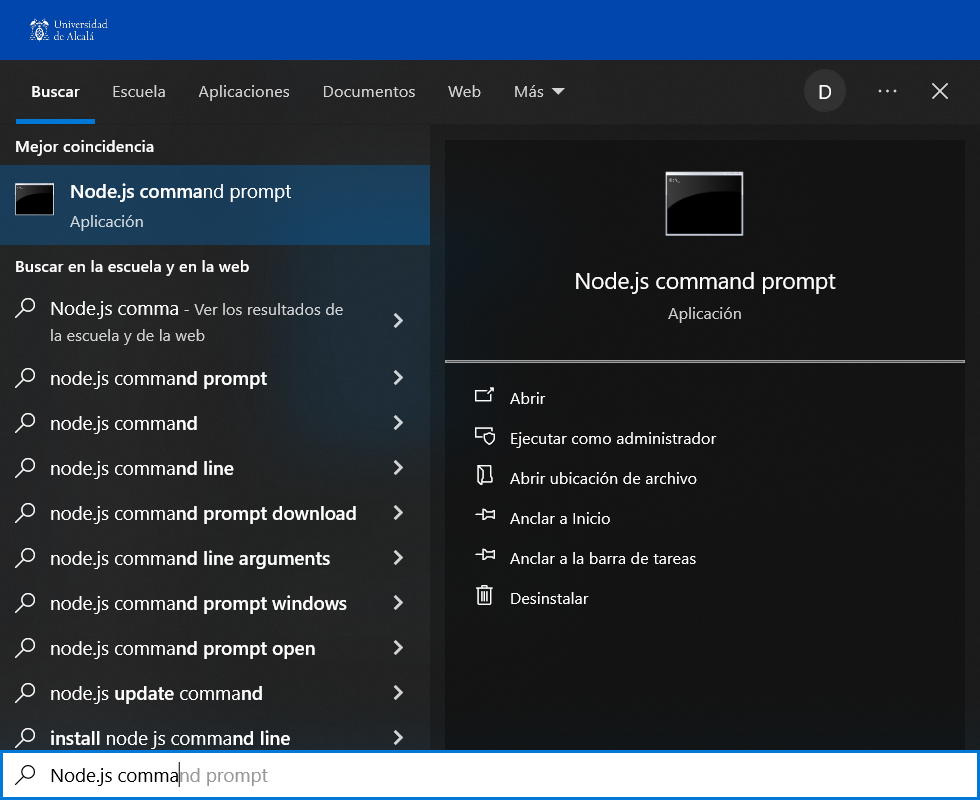 Universidad
de Alcalá
Buscar Escuela Aplicaciones Documentos Web Más D ...
Mejor coincidencia
Node.js command prompt
Aplicación
Buscar en la escuela y en la web
Node.js comma - Ver los resultados de
la escuela y de la web
node.js command prompt
node.js command
node.js command line
node.js command prompt download
node.js command line arguments
node.js command prompt windows
node.js command prompt open
node.js update command
install node js command line
Node.js command prompt
Aplicación
Abrir
Ejecutar como administrador
Abrir ubicación de archivo
Anclar a Inicio
Anclar a la barra de tareas
Desinstalar
Node.js command prompt